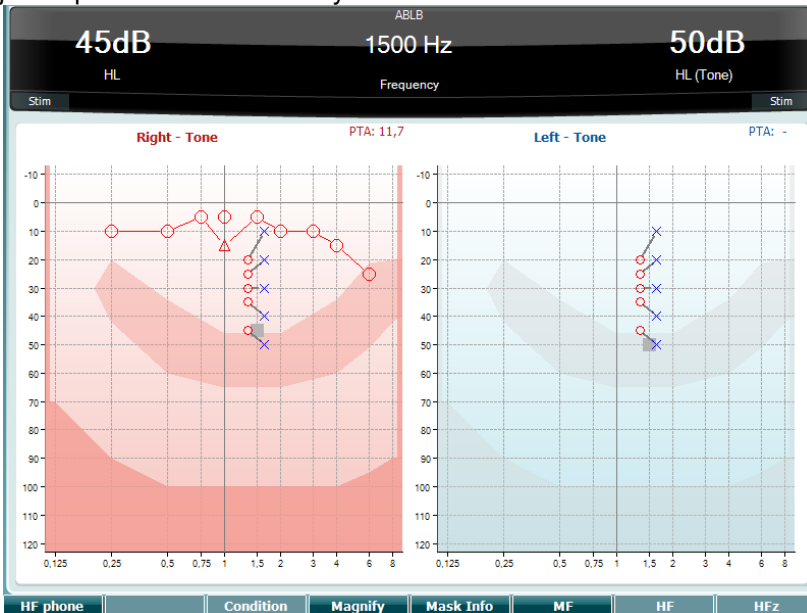 ABLB
45dB 1500 Hz 50dB
HL Frequency HL (Tone)
Stim Stim
Right - Tone PTA: 11,7 Left - Tone PTA: -
-10 -10
0 0
10 10
20 20
30 30
40 40
50 50
60 60
70 70
80 80
90 90
100 100
110 110
120 120
0,125 0,25 0,5 0,75 1 1,5 2 3 4 6 8 0,125 0,25 0,5 0,75 1 1,5 2 3 4 6 8
HF phone Condition Magnify Mask Info MF HF HFz